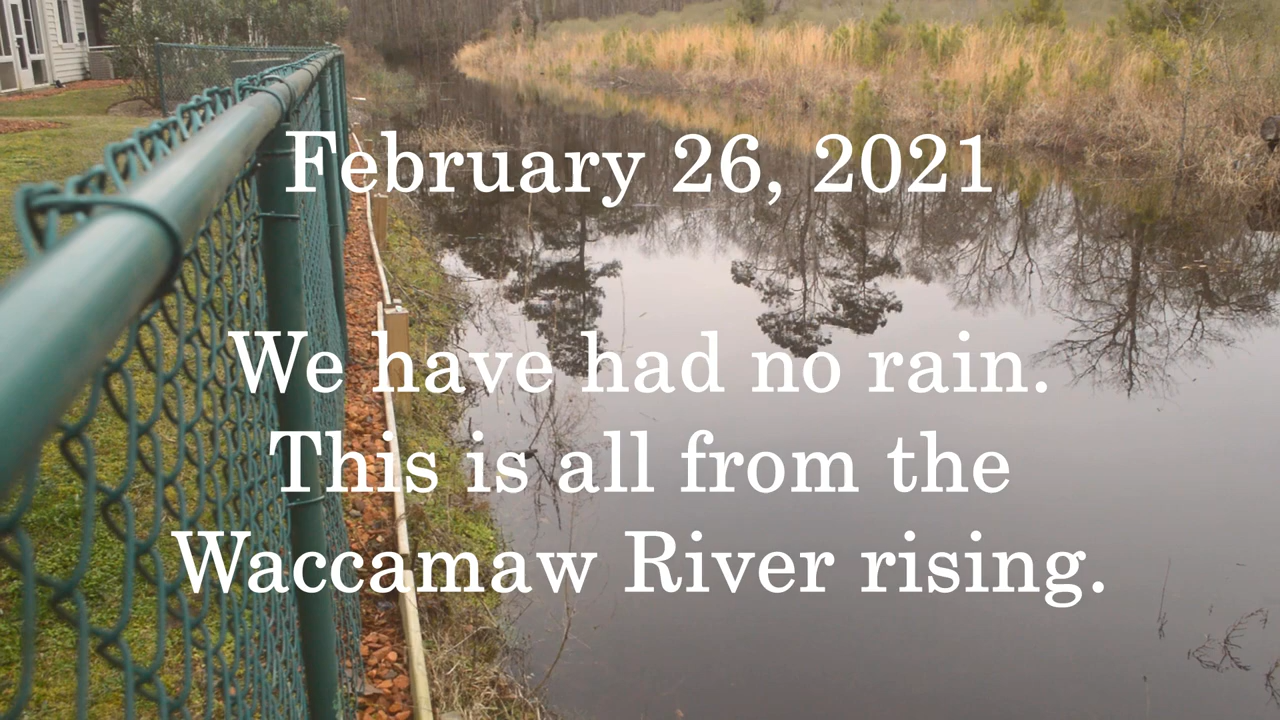 February 26, 2021
We have had no rain.
This is all from the
Waccamaw River rising.